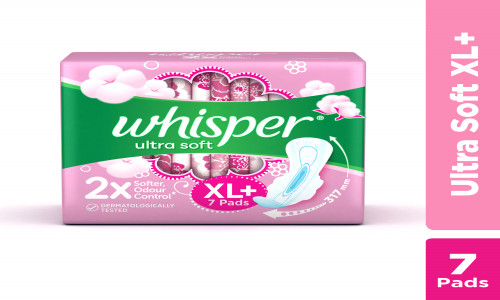 whisper®
ultra soft
2X Softer, Odour Control^
DERMATOLOGICALLY TESTED
XL+
7 Pads
317 mm
Ultra Soft XL+
7
Pads